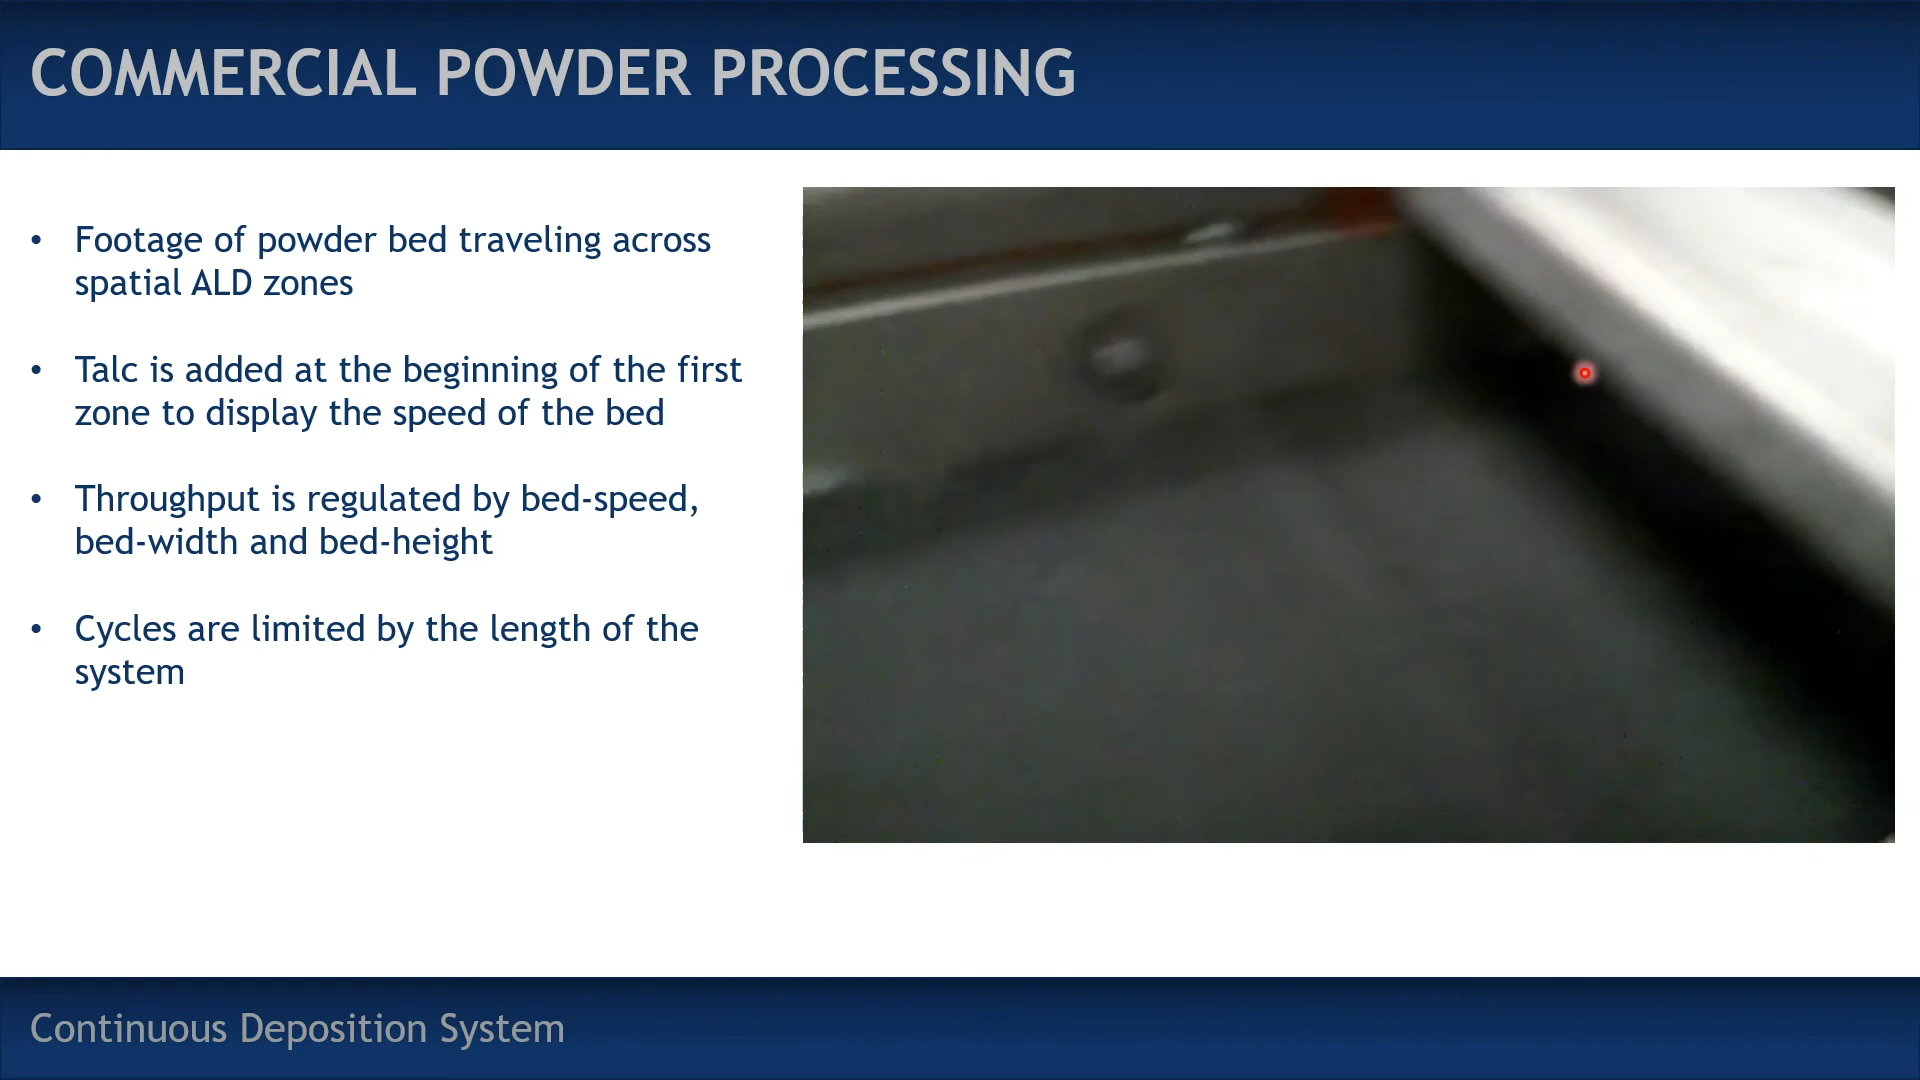 COMMERCIAL POWDER PROCESSING
• Footage of powder bed traveling across
spatial ALD zones
• Talc is added at the beginning of the first
zone to display the speed of the bed
• Throughput is regulated by bed-speed,
bed-width and bed-height
• Cycles are limited by the length of the
system
Continuous Deposition System